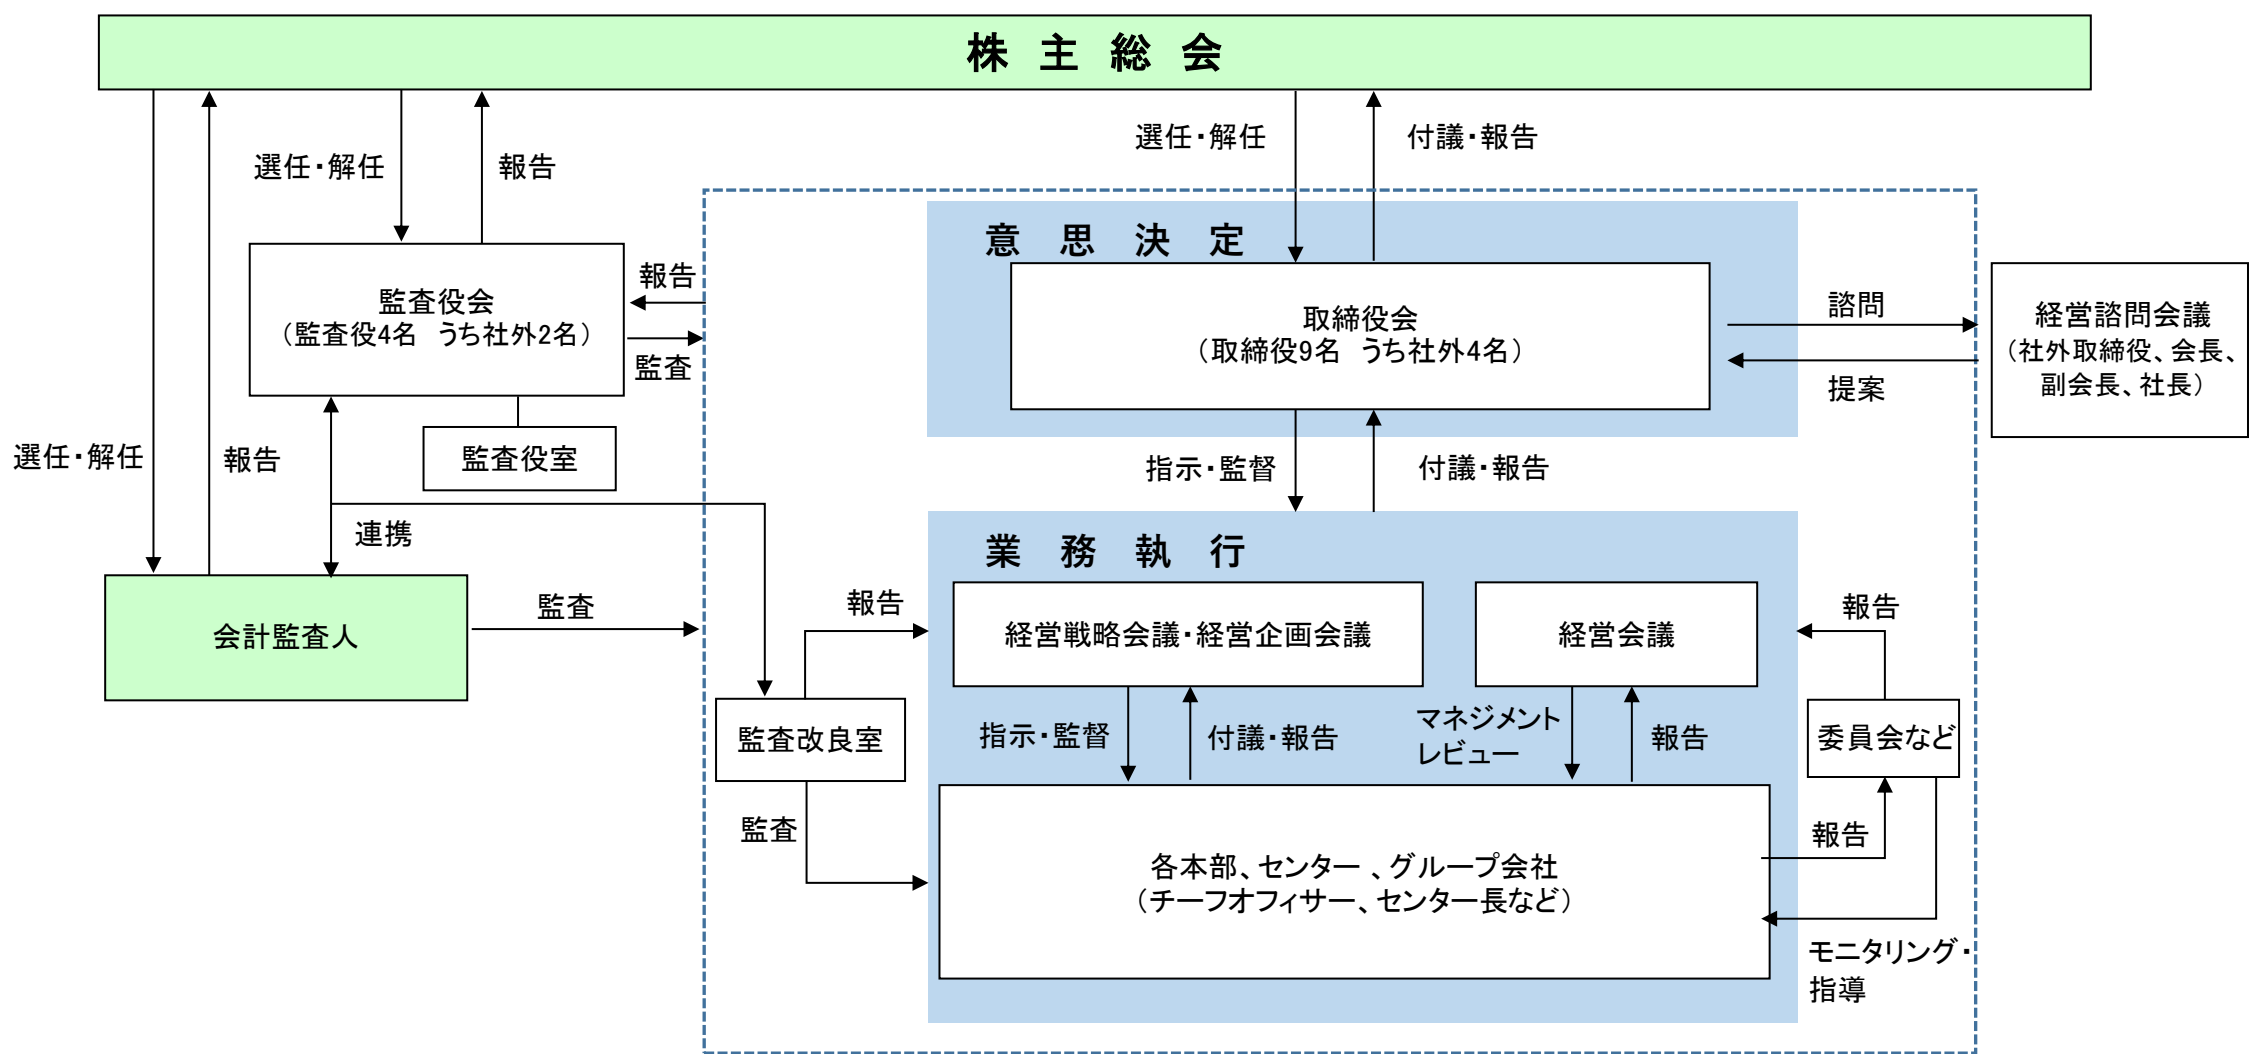 株主総会
選任・解任
付議・報告
選任・解任
報告
意思決定
報告
監査役会
（監査役4名　うち社外2名）
監査
取締役会
（取締役9名　うち社外4名）
諮問
提案
経営諮問会議
（社外取締役、会長、
副会長、社長）
選任・解任
報告
監査役室
指示・監督
付議・報告
連携
業務執行
会計監査人
監査
報告
経営戦略会議・経営企画会議
経営会議
報告
監査改良室
指示・監督
付議・報告
マネジメント
レビュー
報告
委員会など
監査
報告
各本部、センター 、グループ会社
（チーフオフィサー、センター長など）
モニタリング・
指導